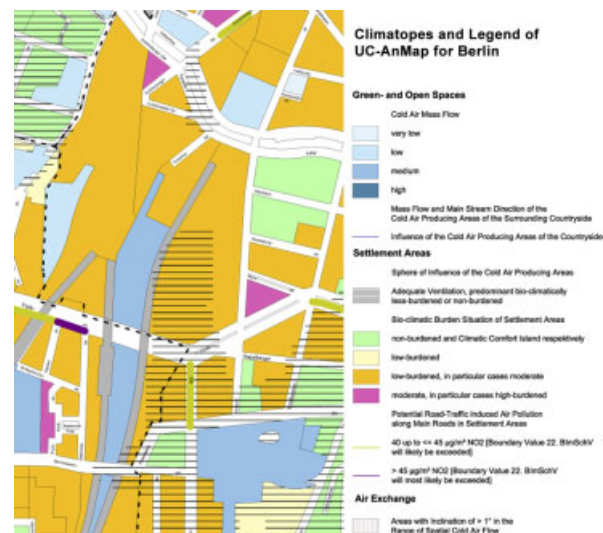 Climatopes and Legend of
UC-AnMap for Berlin
Green- and Open Spaces
Cold Air Mass Flow
very low
low
medium
high
Mass Flow and Main Stream Direction of the
Cold Air Producing Areas of the Surrounding Countryside
Influence of the Cold Air Producing Areas of the Countryside
Settlement Areas
Sphere of Influence of the Cold Air Producing Areas
Adequate Ventilation, predominant bio-climatically
less-burdened or non-burdened
Bio-climatic Burden Situation of Settlement Areas
non-burdened and Climatic Comfort Island respektively
low-burdened
low-burdened, in particular cases moderate
moderate, in particular cases high-burdened
Potential Road-Traffic induced Air Pollution
along Main Roads in Settlement Areas
40 up to <= 45 µg/m³ NO2 [Boundary Value 22. BImSchV
will likely be exceeded]
> 45 µg/m³ NO2 [Boundary Value 22. BImSchV
will most likely be exceeded]
Air Exchange
Areas with Inclination of > 1° in the
Range of Spatial Cold Air Flow